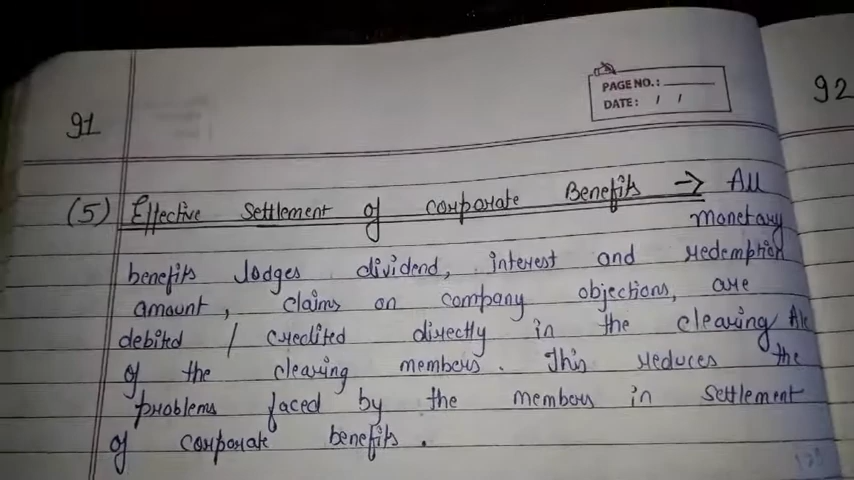 91
PAGE NO.:
DATE: / /
92
(5) Effective Settlement of corporate Benefits → All
monetary
benefits lodges dividend, interest and redemption
amount, claims on company objections, are
debited / credited directly in the clearing A/c
of the clearing members. This reduces the
problems faced by the members in settlement
of corporate benefits.